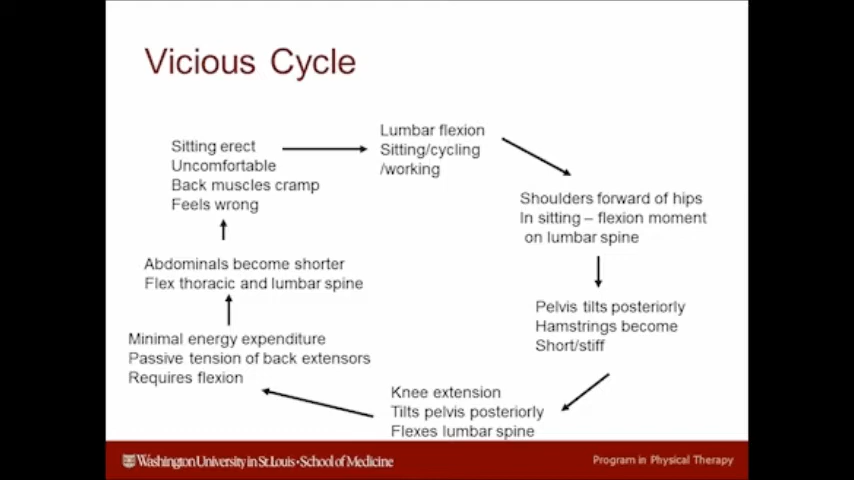 Vicious Cycle
Sitting erect
Uncomfortable
Back muscles cramp
Feels wrong
Lumbar flexion
Sitting/cycling
/working
Shoulders forward of hips
In sitting – flexion moment
on lumbar spine
Pelvis tilts posteriorly
Hamstrings become
Short/stiff
Knee extension
Tilts pelvis posteriorly
Flexes lumbar spine
Minimal energy expenditure
Passive tension of back extensors
Requires flexion
Abdominals become shorter
Flex thoracic and lumbar spine
Washington University in St. Louis • School of Medicine
Program in Physical Therapy